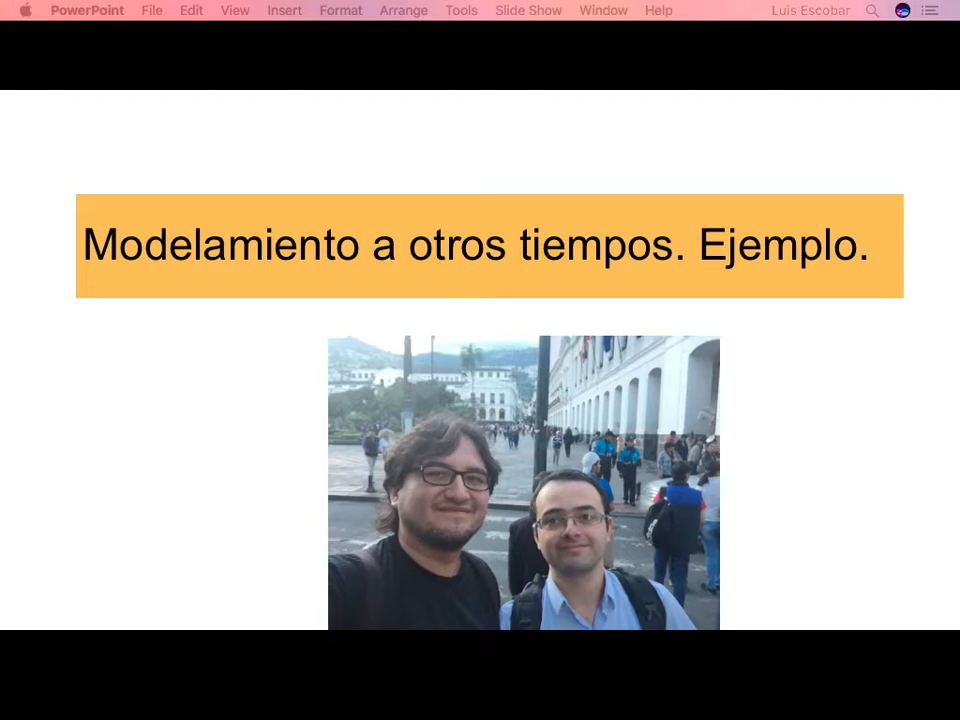 PowerPoint File Edit View Insert Format Arrange Tools Slide Show Window Help Luis Escobar
Modelamiento a otros tiempos. Ejemplo.